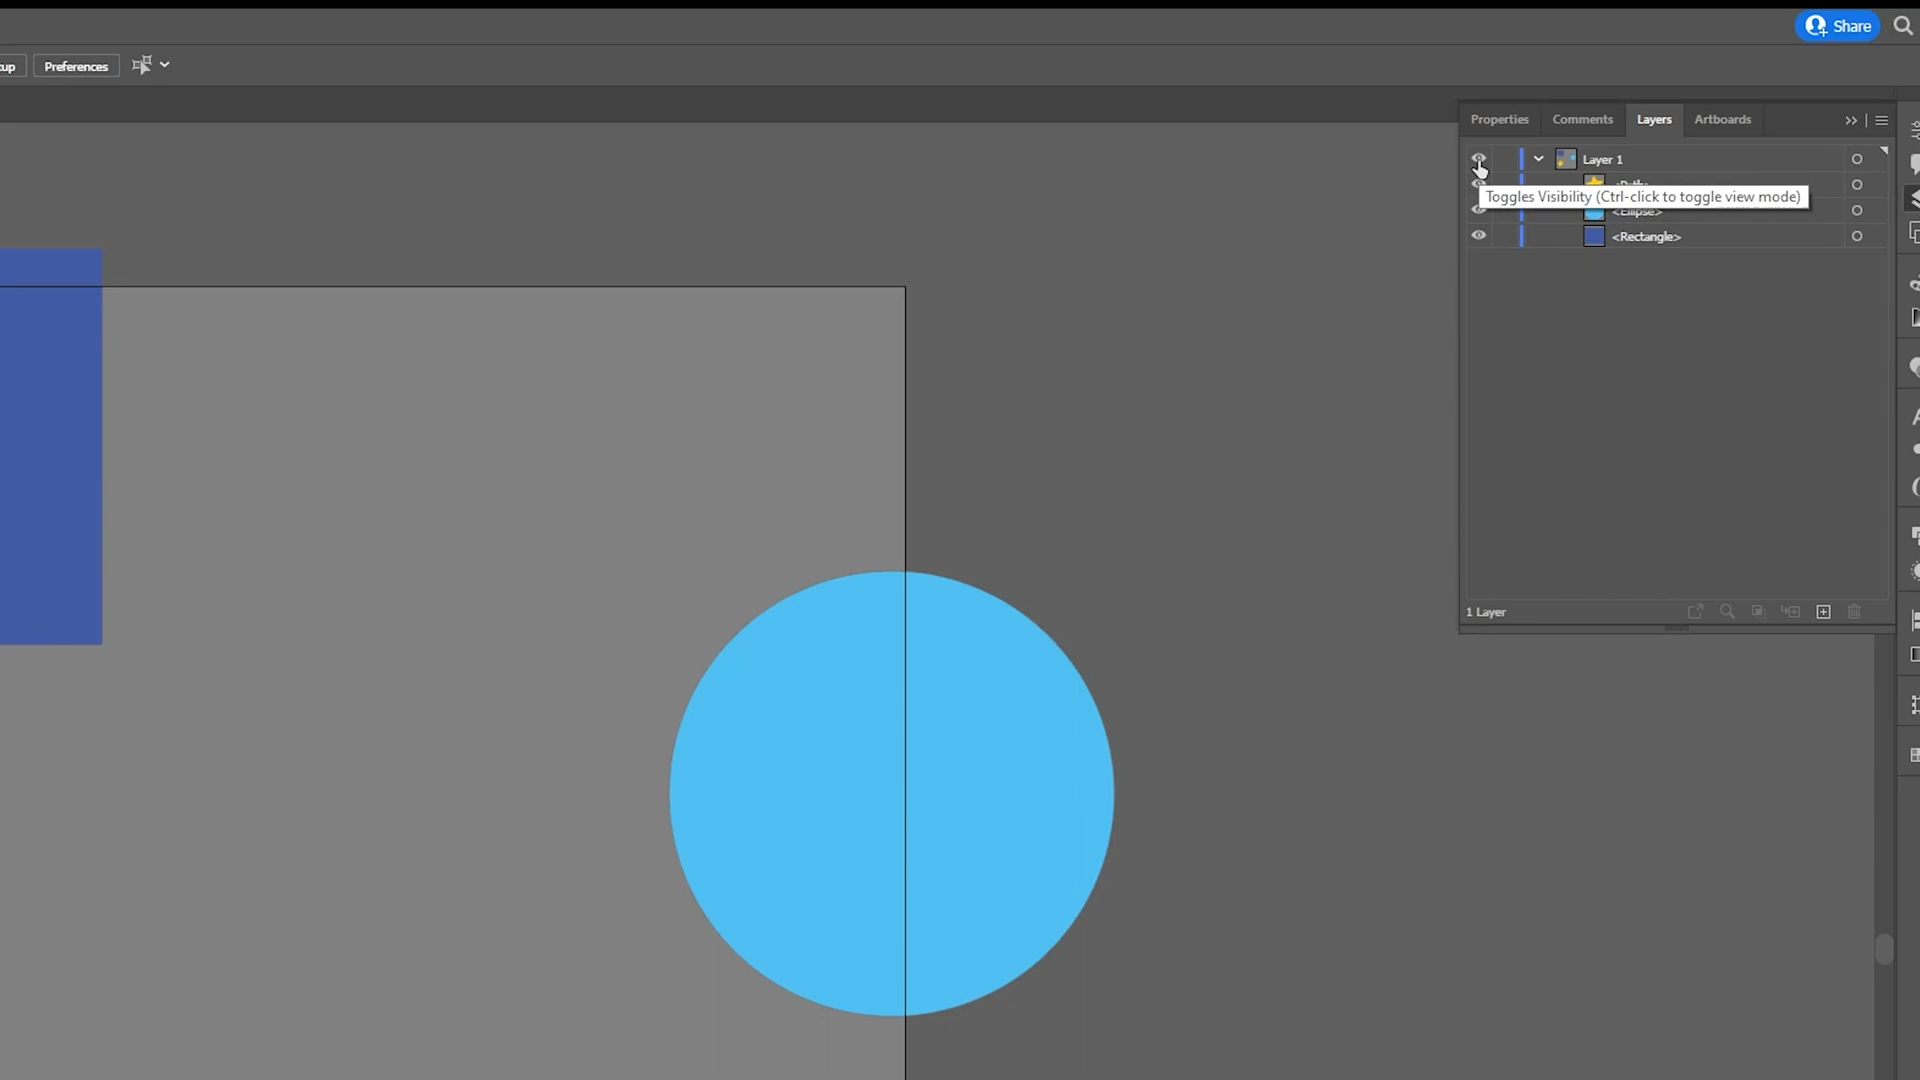 Share
Preferences
Properties Comments Layers Artboards
Layer 1
Toggles Visibility (Ctrl-click to toggle view mode)
<Ellipse>
<Rectangle>
1 Layer